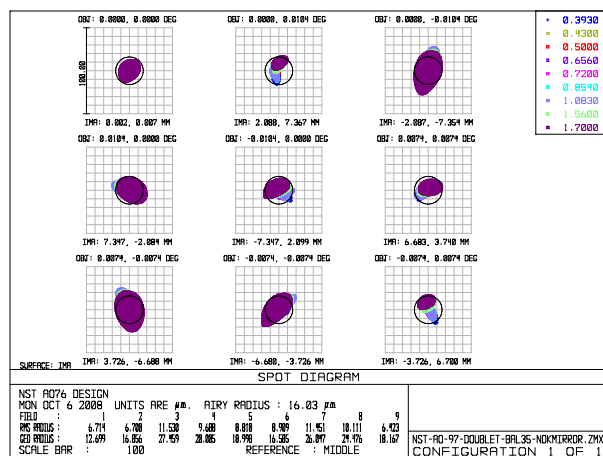 OBJ: 0.0000, 0.0000 DEG
OBJ: 0.0000, 0.0104 DEG
OBJ: 0.0000, -0.0104 DEG
0.3930
0.4300
0.5000
0.6560
0.7200
0.8540
1.0830
1.5600
1.7000
100.00
IMA: 0.002, 0.007 MM
IMA: 2.088, 7.367 MM
IMA: -2.087, -7.354 MM
OBJ: 0.0104, 0.0000 DEG
OBJ: -0.0104, 0.0000 DEG
OBJ: 0.0074, 0.0074 DEG
IMA: 7.347, -2.084 MM
IMA: -7.347, 2.099 MM
IMA: 6.683, 3.740 MM
OBJ: 0.0074, -0.0074 DEG
OBJ: -0.0074, -0.0074 DEG
OBJ: -0.0074, 0.0074 DEG
IMA: 3.726, -6.688 MM
IMA: -6.680, -3.726 MM
IMA: -3.726, 6.700 MM
SURFACE: IMA
SPOT DIAGRAM
NST AO76 DESIGN
MON OCT 6 2008 UNITS ARE µm. AIRY RADIUS : 16.03 µm
FIELD : 1 2 3 4 5 6 7 8 9
RMS RADIUS : 6.714 6.708 11.530 9.688 8.818 8.909 11.451 10.111 6.423
GEO RADIUS : 12.699 16.856 27.459 20.085 18.998 16.585 26.047 24.476 18.167
SCALE BAR : 100 REFERENCE : MIDDLE
NST-AO-97-DOUBLET-BAL35-NOKMIRROR.ZMX
CONFIGURATION 1 OF 1